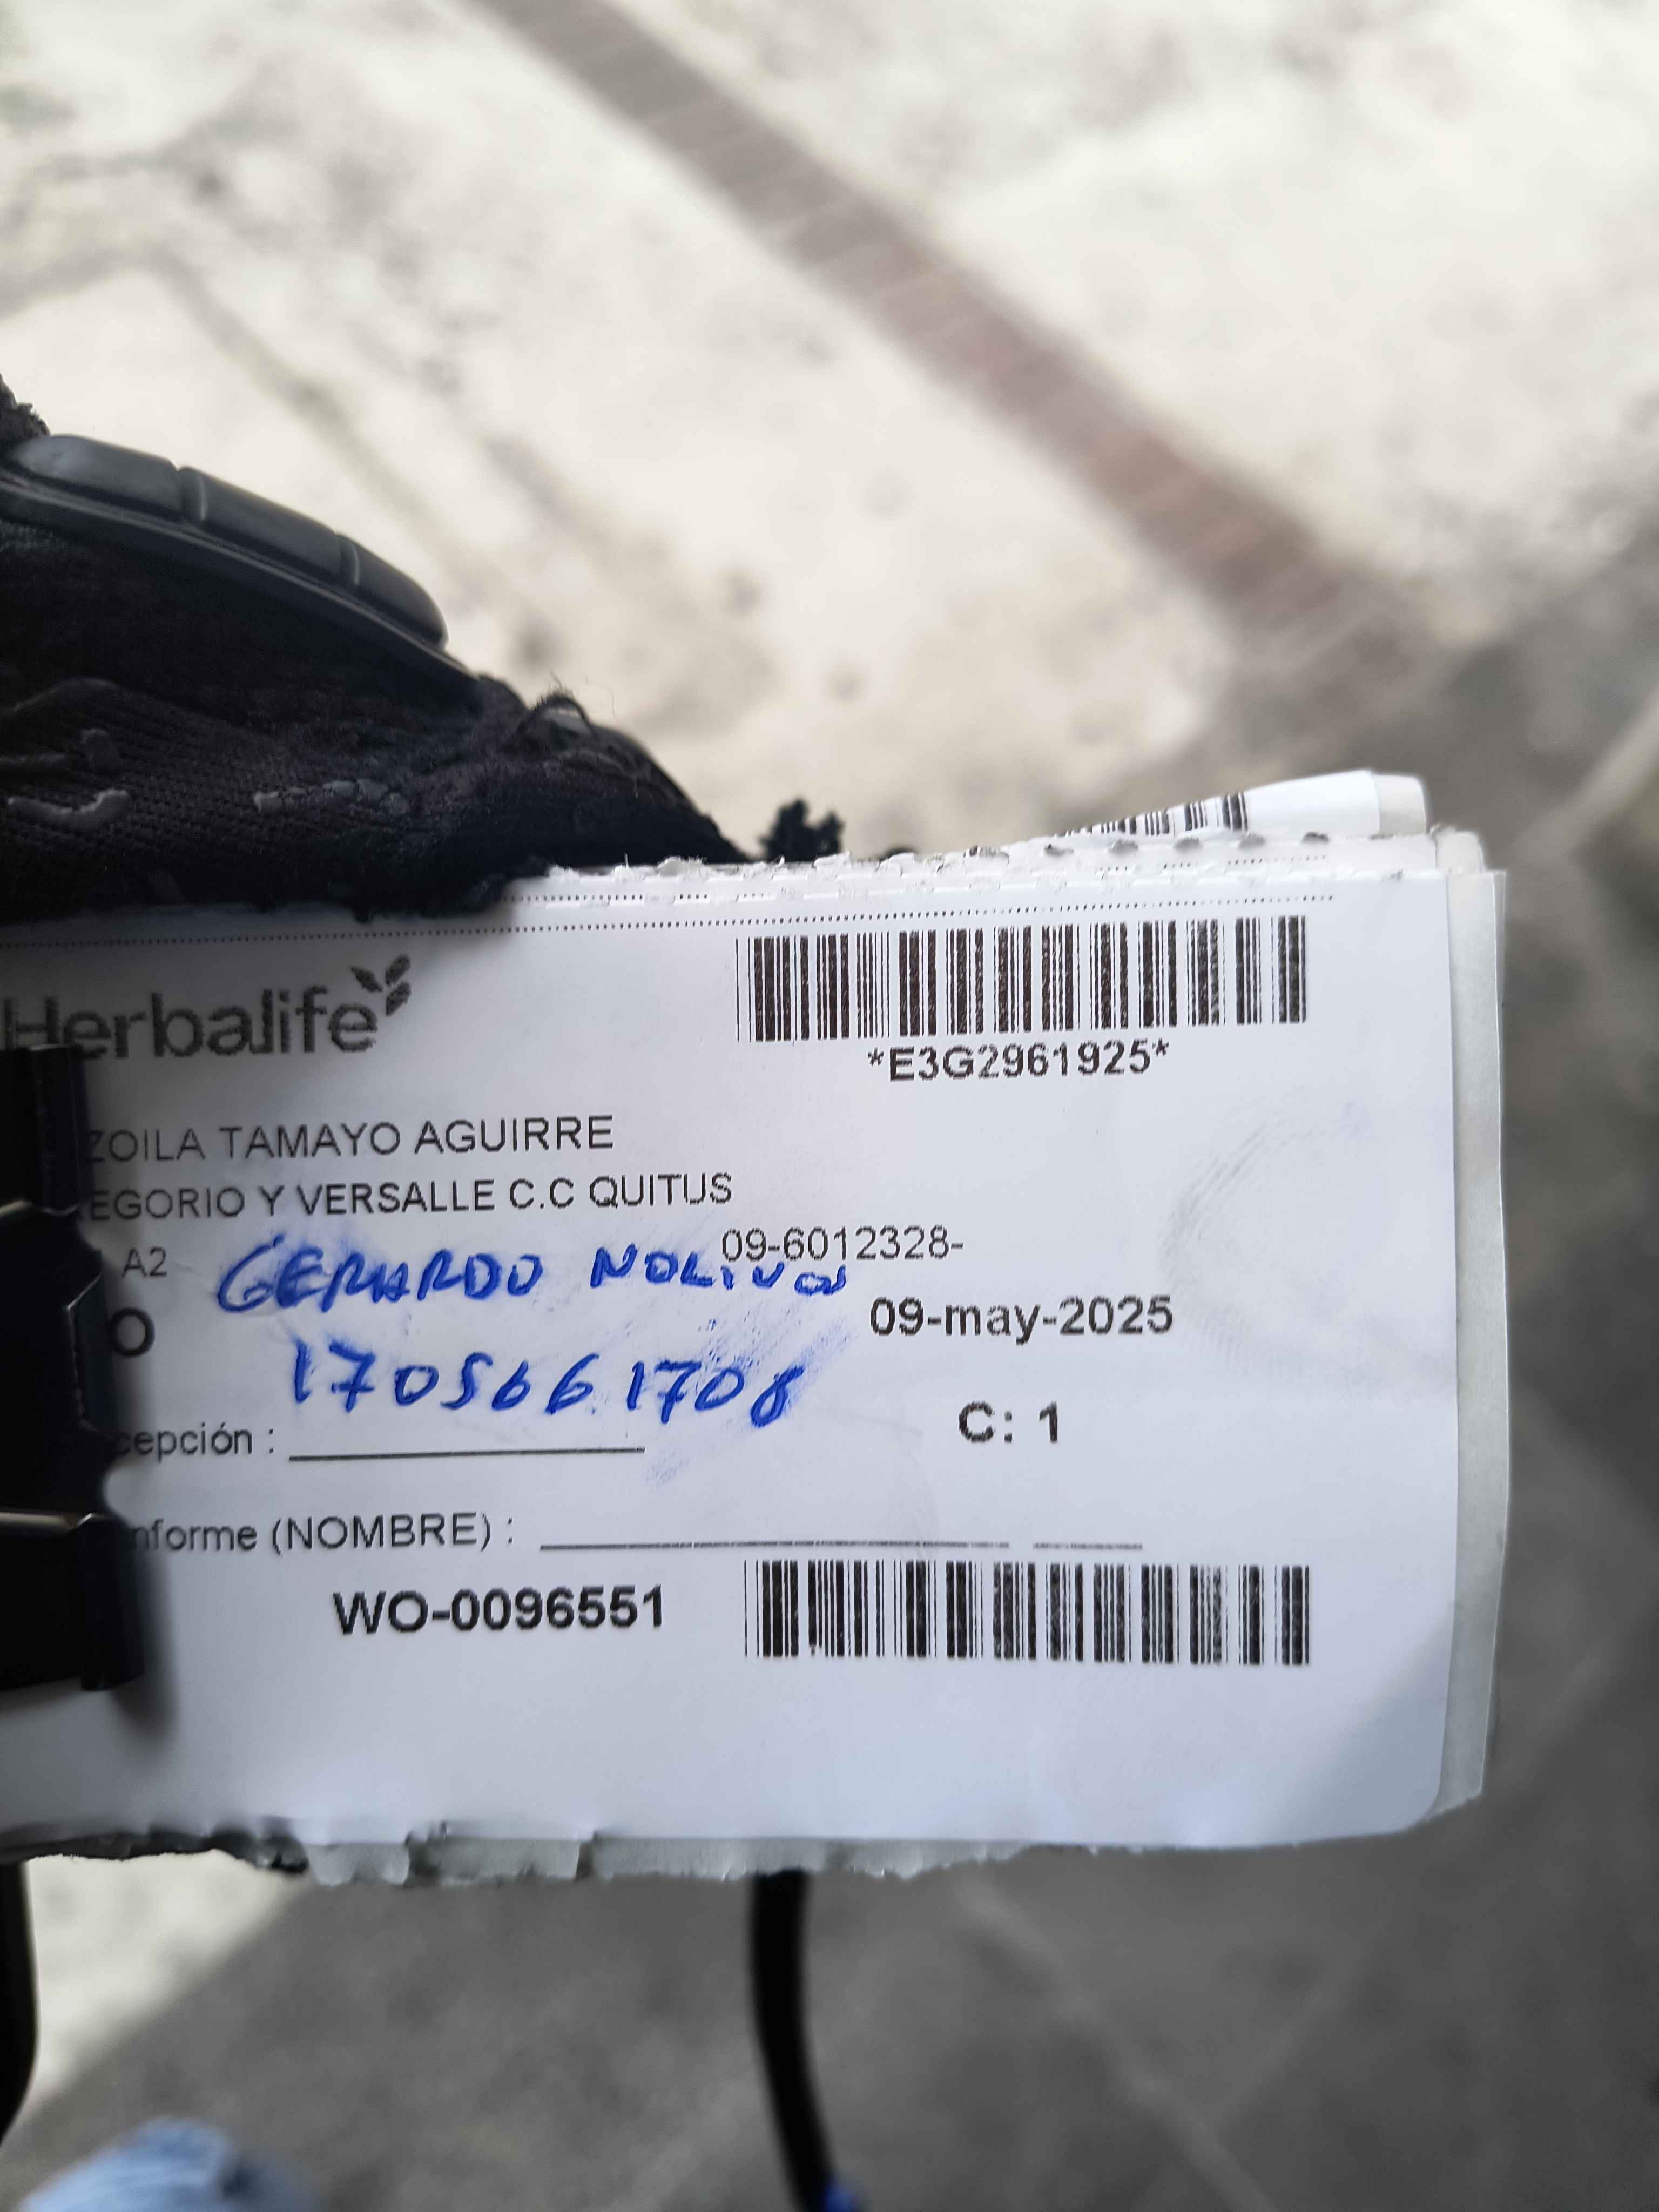 Herbalife
*E3G2961925*
ZOILA TAMAYO AGUIRRE
EGORIO Y VERSALLE C.C QUITUS
A2
09-6012328-
GERARDO
O
09-may-2025
1705661708
cepción :
C: 1
nforme (NOMBRE) :
WO-0096551